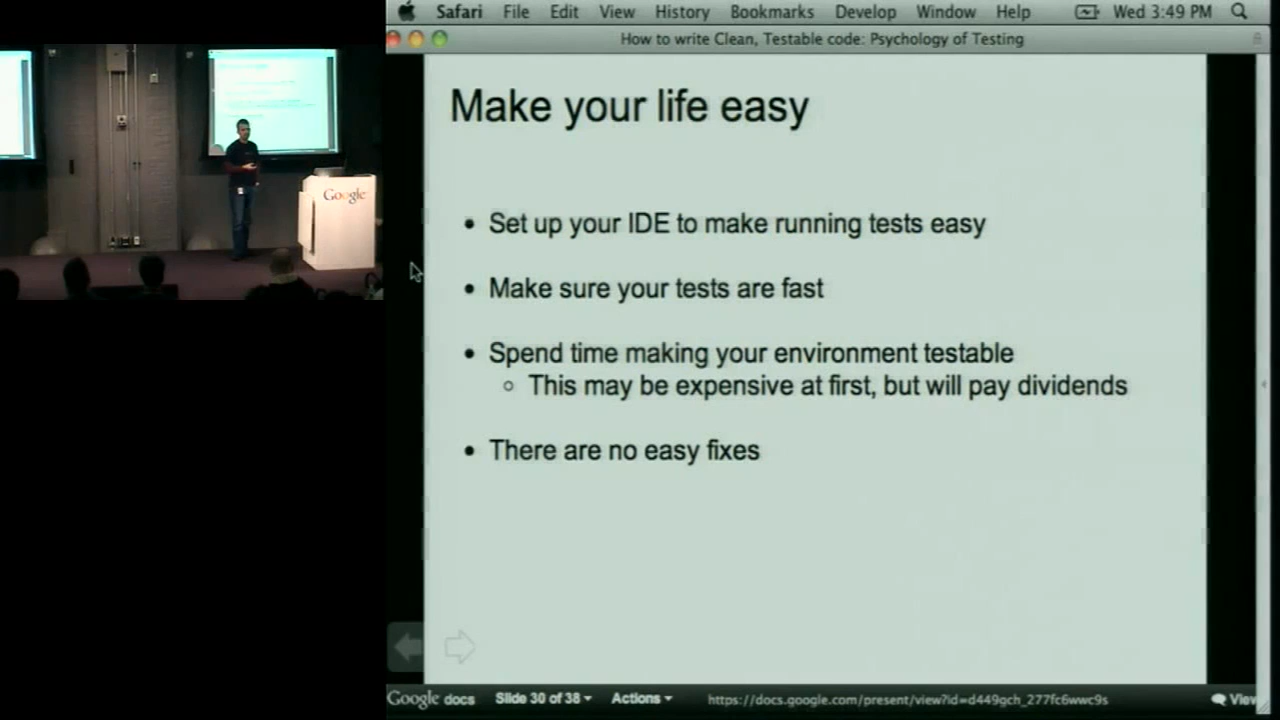 Safari File Edit View History Bookmarks Develop Window Help Wed 3:49 PM
How to write Clean, Testable code: Psychology of Testing
Make your life easy
Google
• Set up your IDE to make running tests easy
• Make sure your tests are fast
• Spend time making your environment testable
○ This may be expensive at first, but will pay dividends
• There are no easy fixes
Google docs Slide 30 of 38 Actions https://docs.google.com/present/view?id=d449gch_277fc6wwc9s View